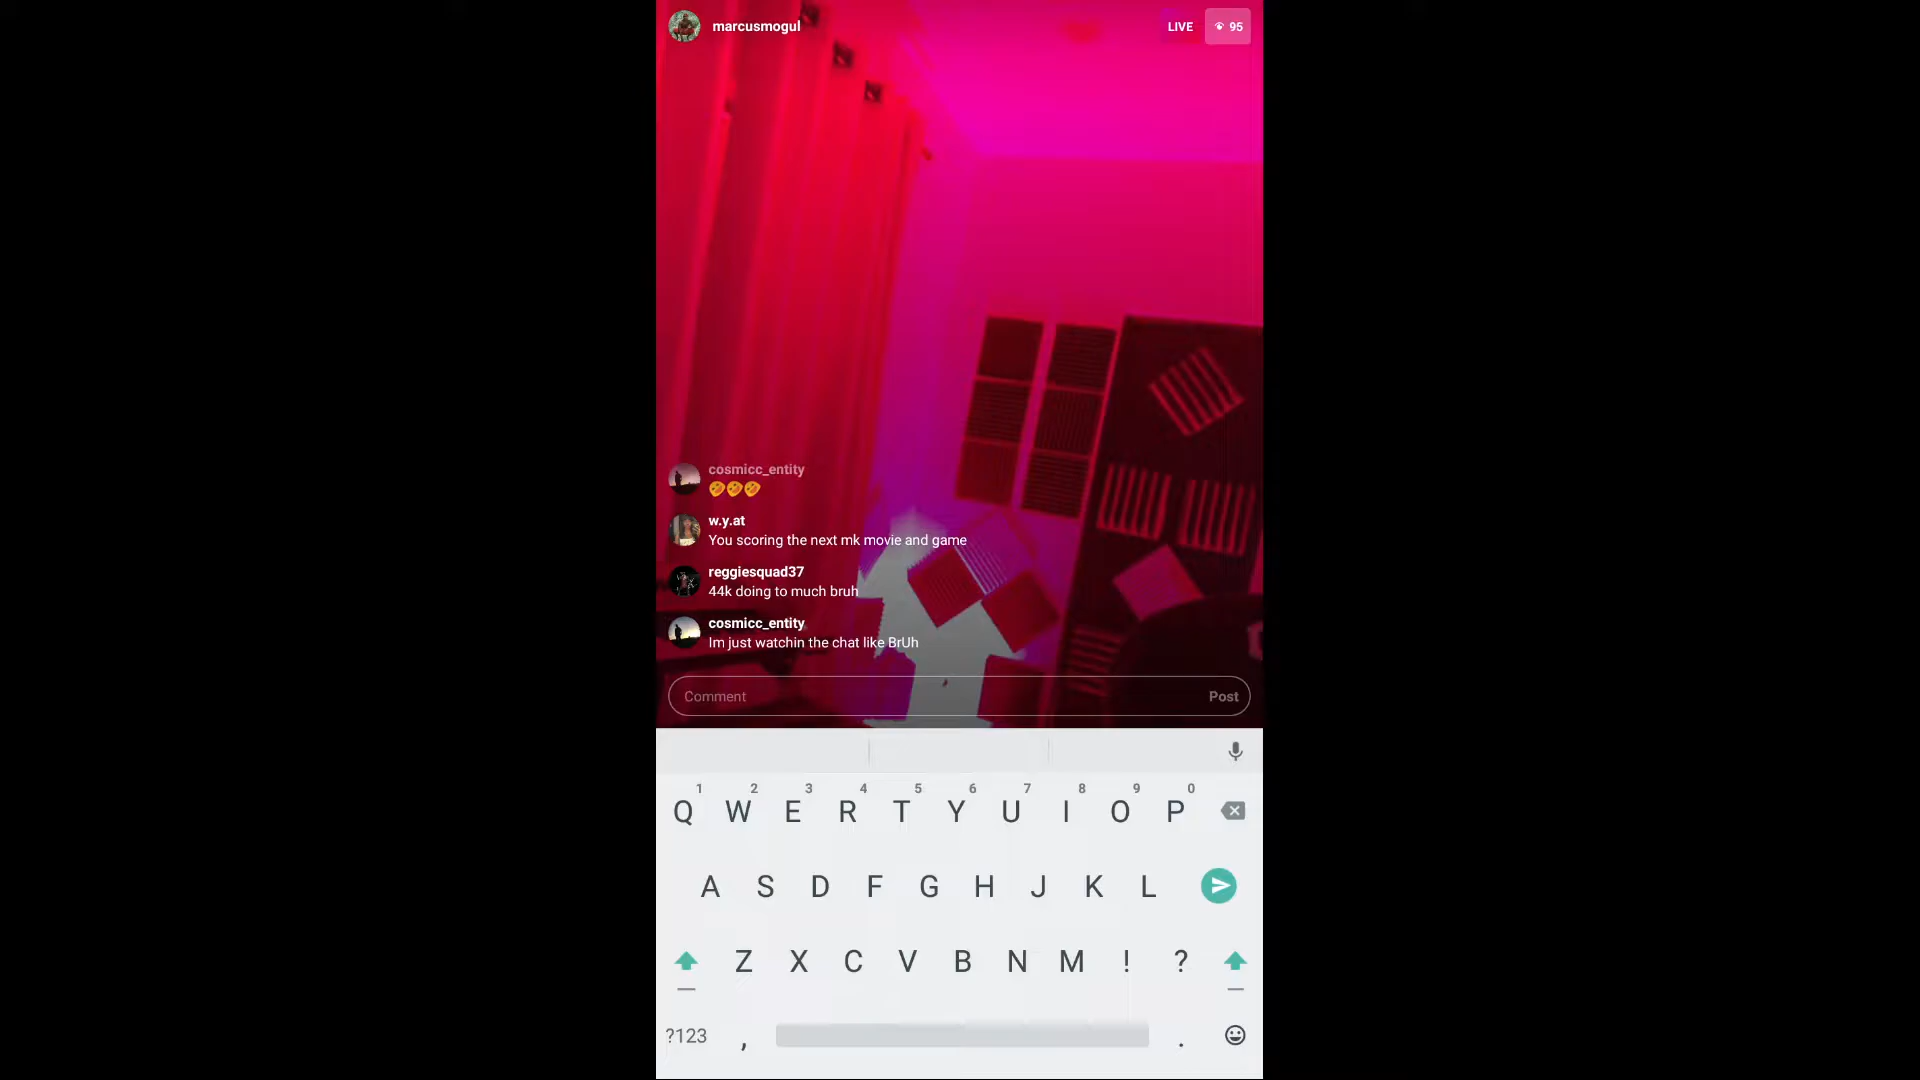 marcusmogul
LIVE 95
cosmicc_entity
w.y.at
You scoring the next mk movie and game
reggiesquad37
44k doing to much bruh
cosmicc_entity
Im just watchin the chat like BrUh
Comment Post
1 2 3 4 5 6 7 8 9 0
Q W E R T Y U I O P
A S D F G H J K L
Z X C V B N M ! ?
?123 , .